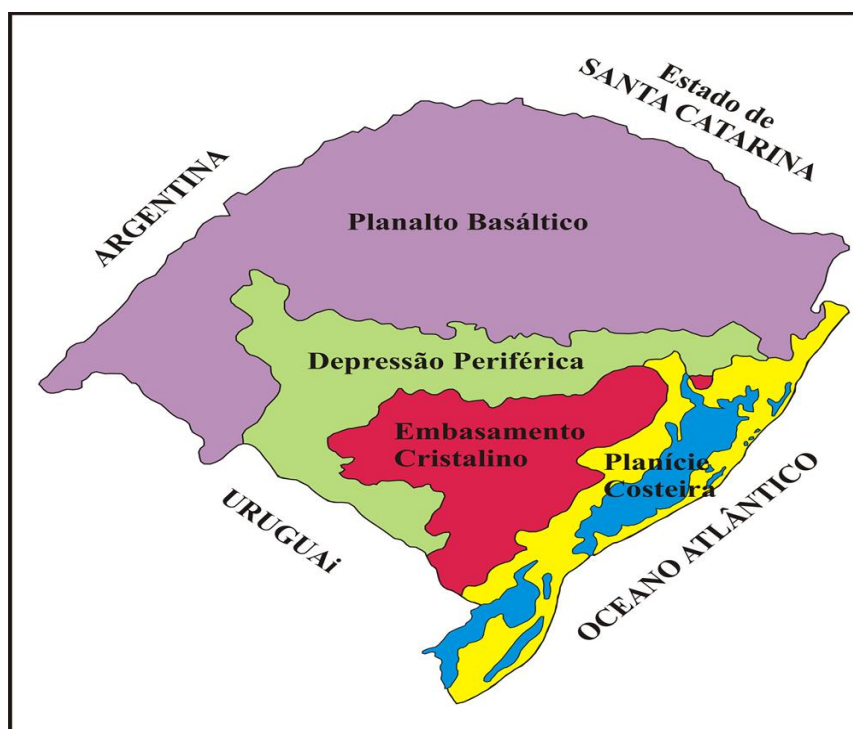 Estado de
SANTA CATARINA
ARGENTINA
Planalto Basáltico
Depressão Periférica
Embasamento
Cristalino
Planície
Costeira
URUGUAi
OCEANO ATLÂNTICO